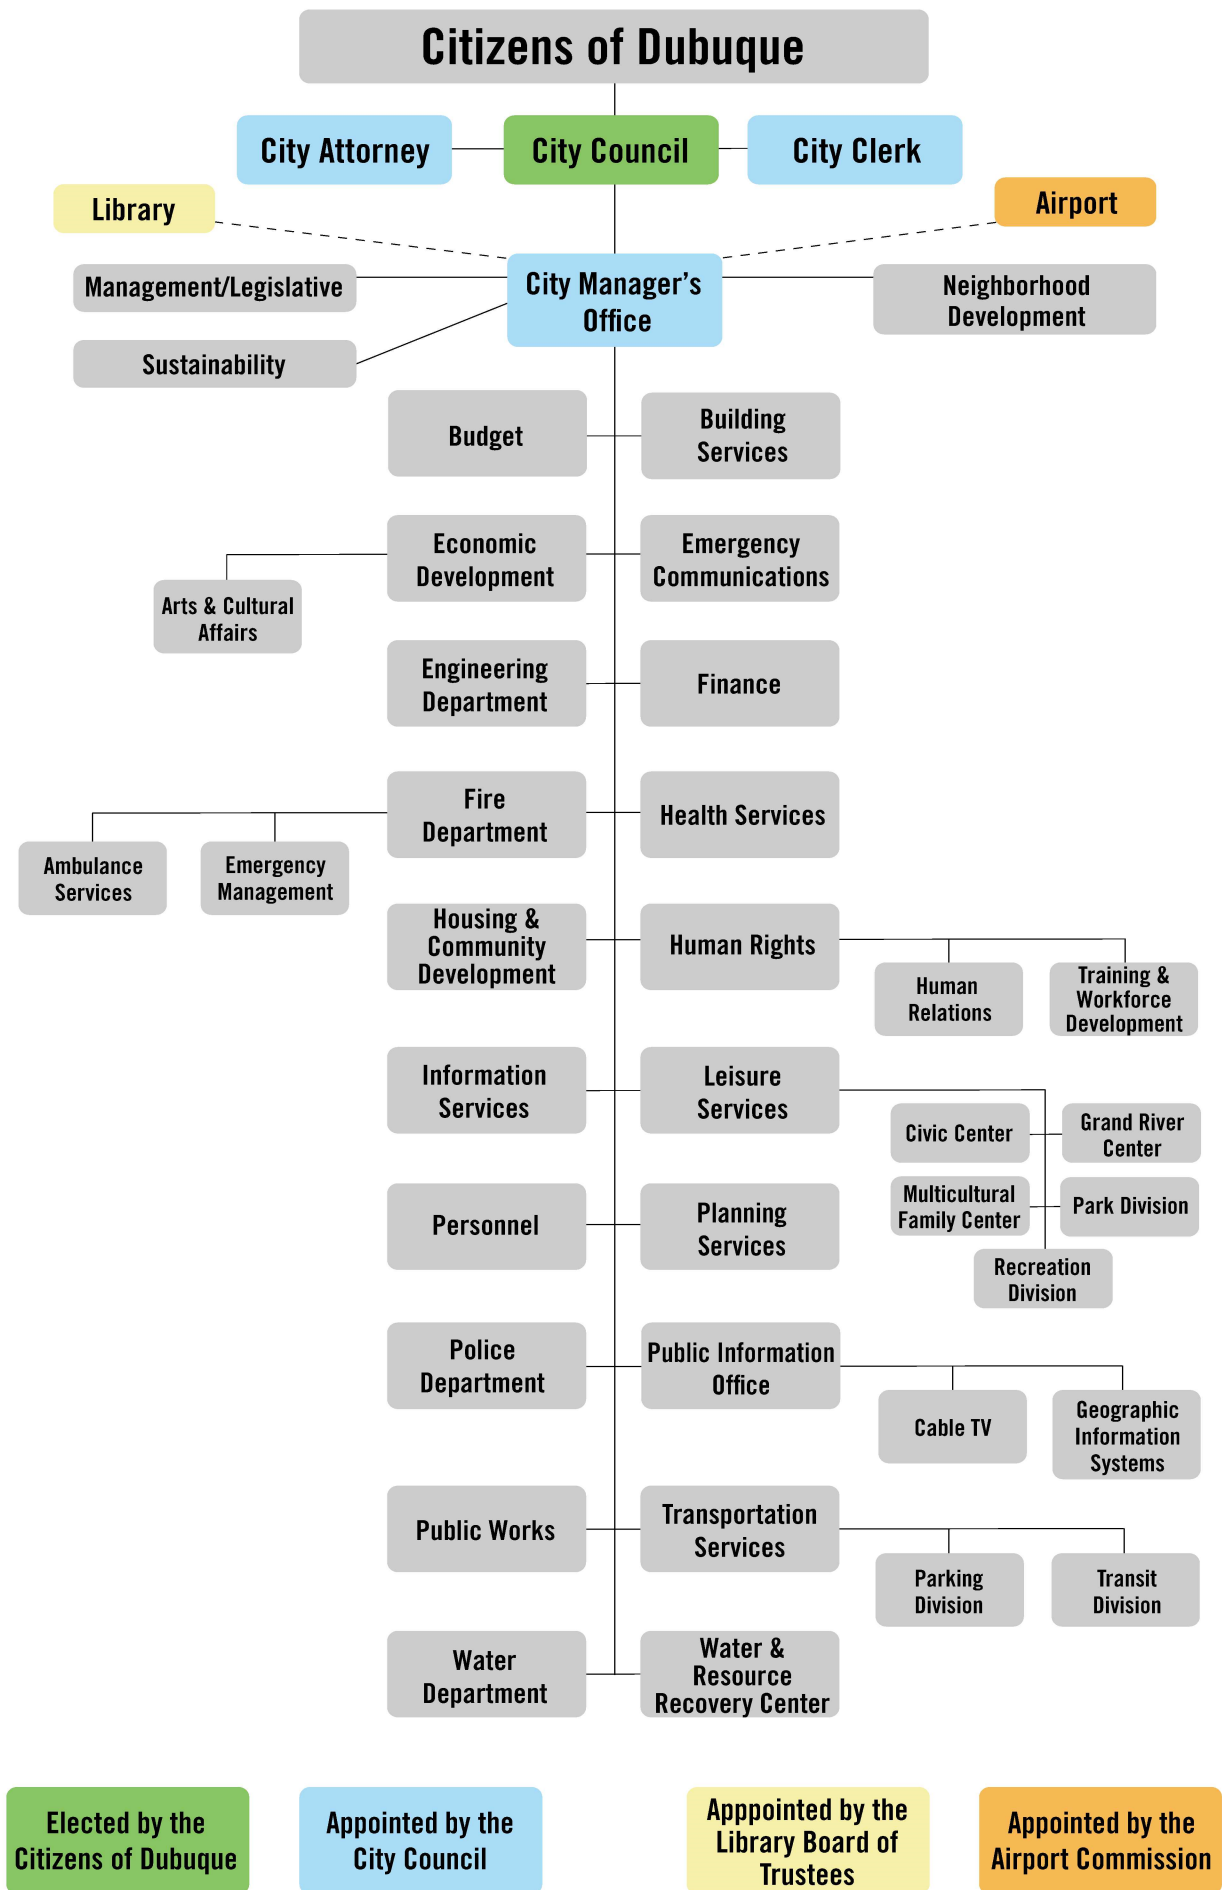 Citizens of Dubuque
City Attorney
City Council
City Clerk
Library
Airport
City Manager's
Office
Management/Legislative
Neighborhood
Development
Sustainability
Budget
Building
Services
Economic
Development
Emergency
Communications
Arts & Cultural
Affairs
Engineering
Department
Finance
Fire
Department
Health Services
Ambulance
Services
Emergency
Management
Housing &
Community
Development
Human Rights
Human
Relations
Training &
Workforce
Development
Information
Services
Leisure
Services
Civic Center
Grand River
Center
Multicultural
Family Center
Park Division
Recreation
Division
Personnel
Planning
Services
Police
Department
Public Information
Office
Cable TV
Geographic
Information
Systems
Public Works
Transportation
Services
Parking
Division
Transit
Division
Water
Department
Water &
Resource
Recovery Center
Elected by the
Citizens of Dubuque
Appointed by the
City Council
Apppointed by the
Library Board of
Trustees
Appointed by the
Airport Commission